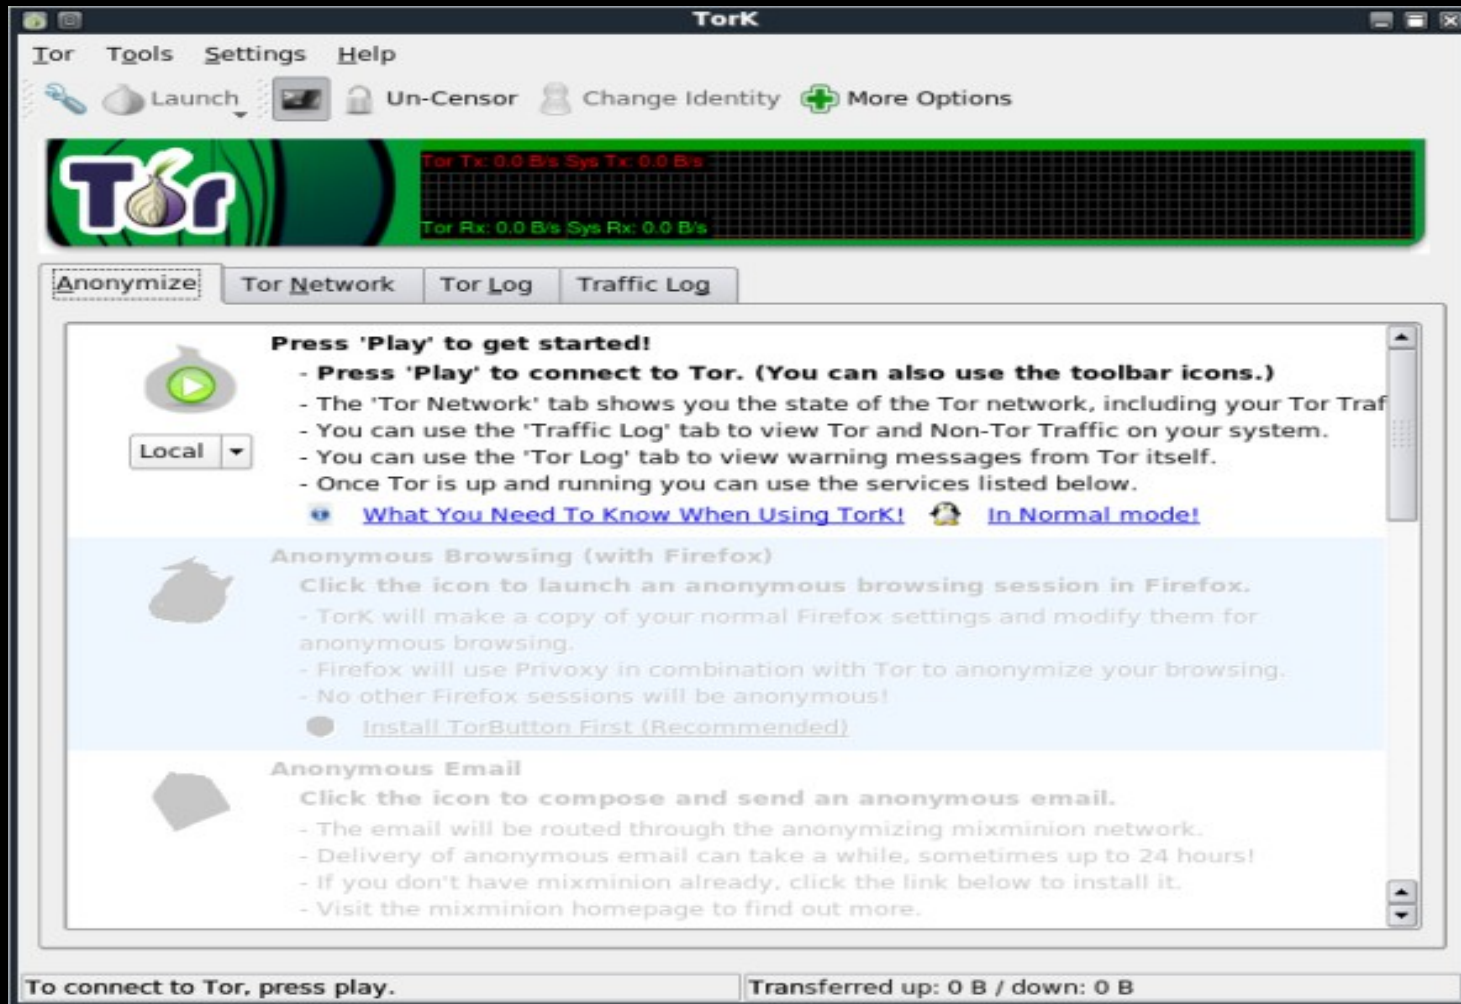 TorK
Tor Tools Settings Help
Launch Un-Censor Change Identity More Options
Tor
Tor Tx: 0.0 B/s Sys Tx: 0.0 B/s
Tor Rx: 0.0 B/s Sys Rx: 0.0 B/s
Anonymize Tor Network Tor Log Traffic Log
Press 'Play' to get started!
- Press 'Play' to connect to Tor. (You can also use the toolbar icons.)
- The 'Tor Network' tab shows you the state of the Tor network, including your Tor Traf
- You can use the 'Traffic Log' tab to view Tor and Non-Tor Traffic on your system.
Local
- You can use the 'Tor Log' tab to view warning messages from Tor itself.
- Once Tor is up and running you can use the services listed below.
What You Need To Know When Using TorK! In Normal mode!
Anonymous Browsing (with Firefox)
Click the icon to launch an anonymous browsing session in Firefox.
- TorK will make a copy of your normal Firefox settings and modify them for
anonymous browsing.
- Firefox will use Privoxy in combination with Tor to anonymize your browsing.
- No other Firefox sessions will be anonymous!
Install TorButton First (Recommended)
Anonymous Email
Click the icon to compose and send an anonymous email.
- The email will be routed through the anonymizing mixminion network.
- Delivery of anonymous email can take a while, sometimes up to 24 hours!
- If you don't have mixminion already, click the link below to install it.
- Visit the mixminion homepage to find out more.
To connect to Tor, press play.
Transferred up: 0 B / down: 0 B